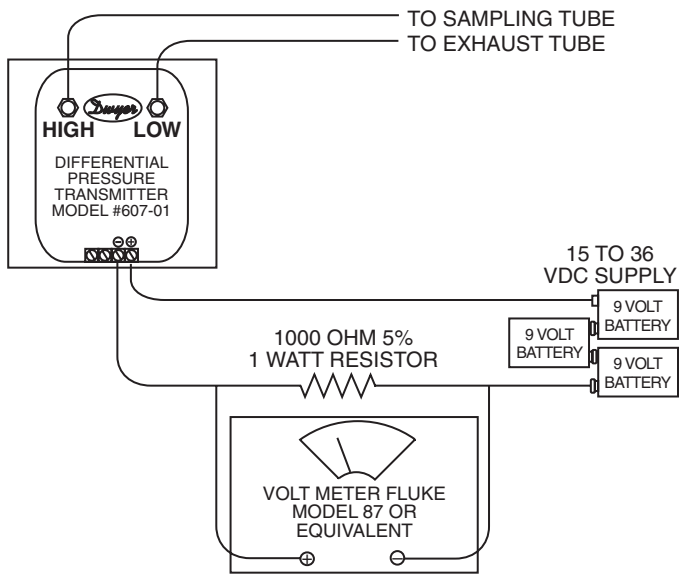 TO SAMPLING TUBE
TO EXHAUST TUBE
Dwyer
HIGH
LOW
DIFFERENTIAL
PRESSURE
TRANSMITTER
MODEL #607-01
⊖ ⊕
15 TO 36
VDC SUPPLY
9 VOLT
BATTERY
9 VOLT
BATTERY
9 VOLT
BATTERY
1000 OHM 5%
1 WATT RESISTOR
VOLT METER FLUKE
MODEL 87 OR
EQUIVALENT
⊕ ⊖